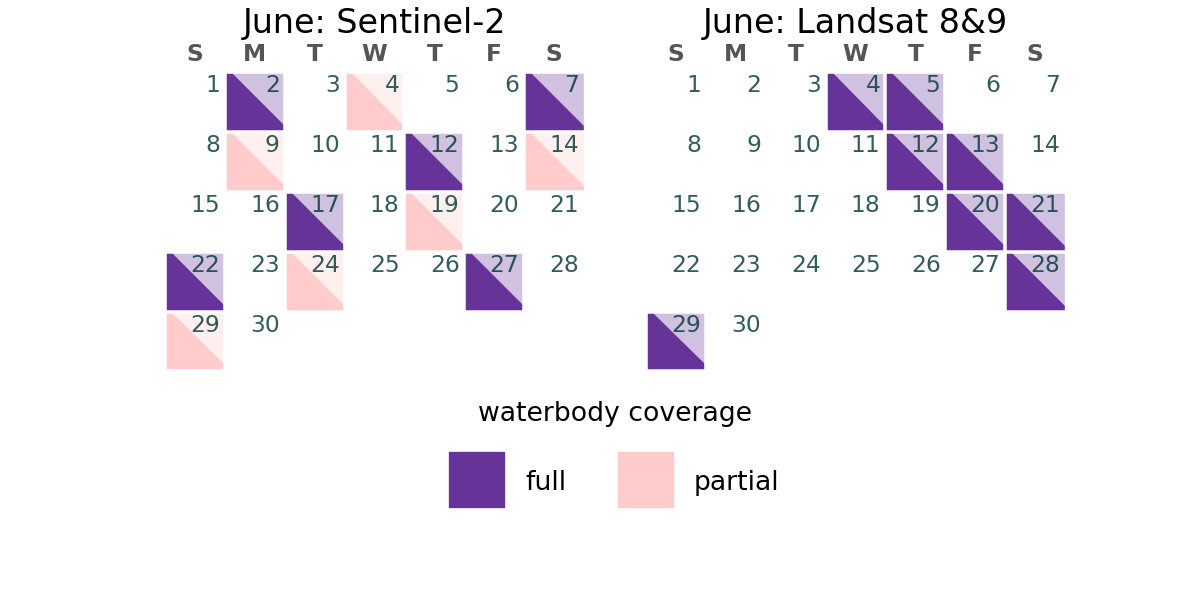 June: Sentinel-2
S M T W T F S
1 2 3 4 5 6 7
8 9 10 11 12 13 14
15 16 17 18 19 20 21
22 23 24 25 26 27 28
29 30
June: Landsat 8&9
S M T W T F S
1 2 3 4 5 6 7
8 9 10 11 12 13 14
15 16 17 18 19 20 21
22 23 24 25 26 27 28
29 30
waterbody coverage
full
partial